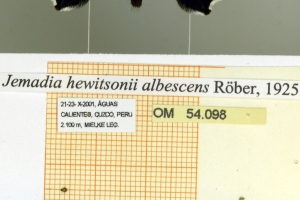 Jemadia hewitsonii albescens Röber, 1925
21-23-X-2001, ÁGUAS
CALIENTES, CUZCO, PERU
2.100 m, MIELKE LEG.
OM 54.098